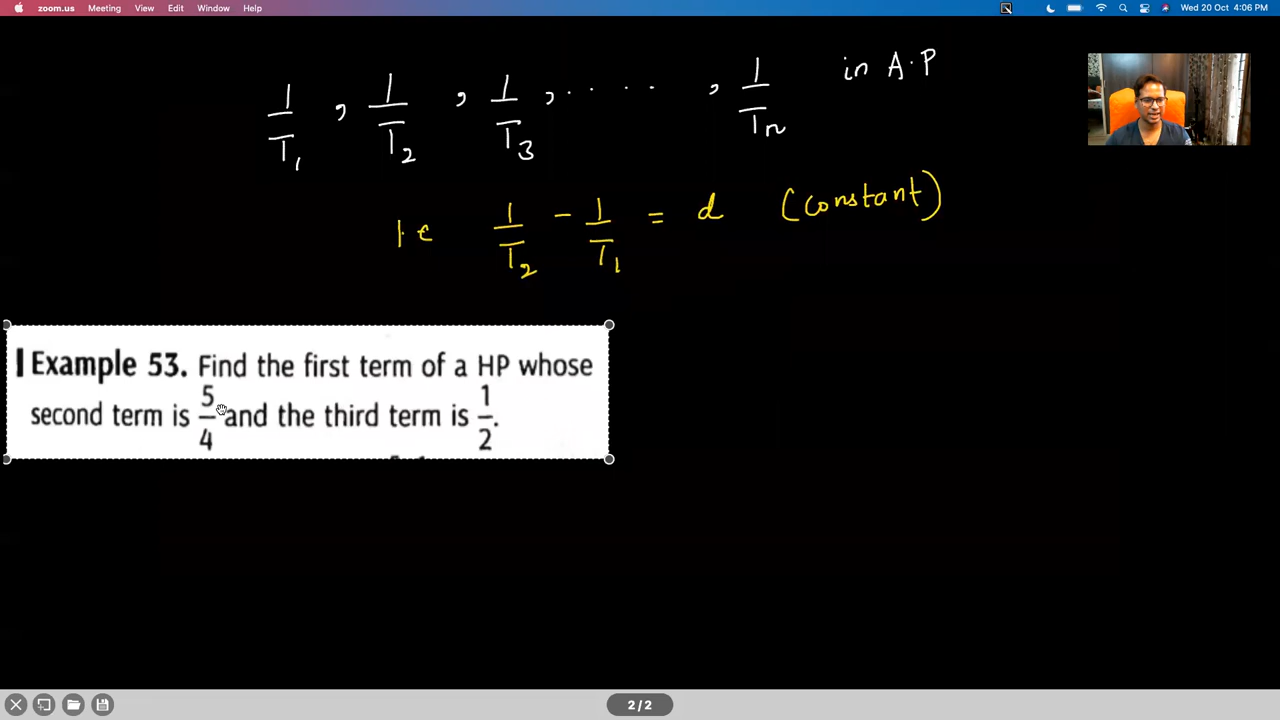 zoom.us Meeting View Edit Window Help Wed 20 Oct 4:06 PM
1/T₁ , 1/T₂ , 1/T₃ , . . . . . , 1/Tₙ in A.P
i.e 1/T₂ - 1/T₁ = d (constant)
Example 53. Find the first term of a HP whose
second term is 5/4 and the third term is 1/2.
2/2